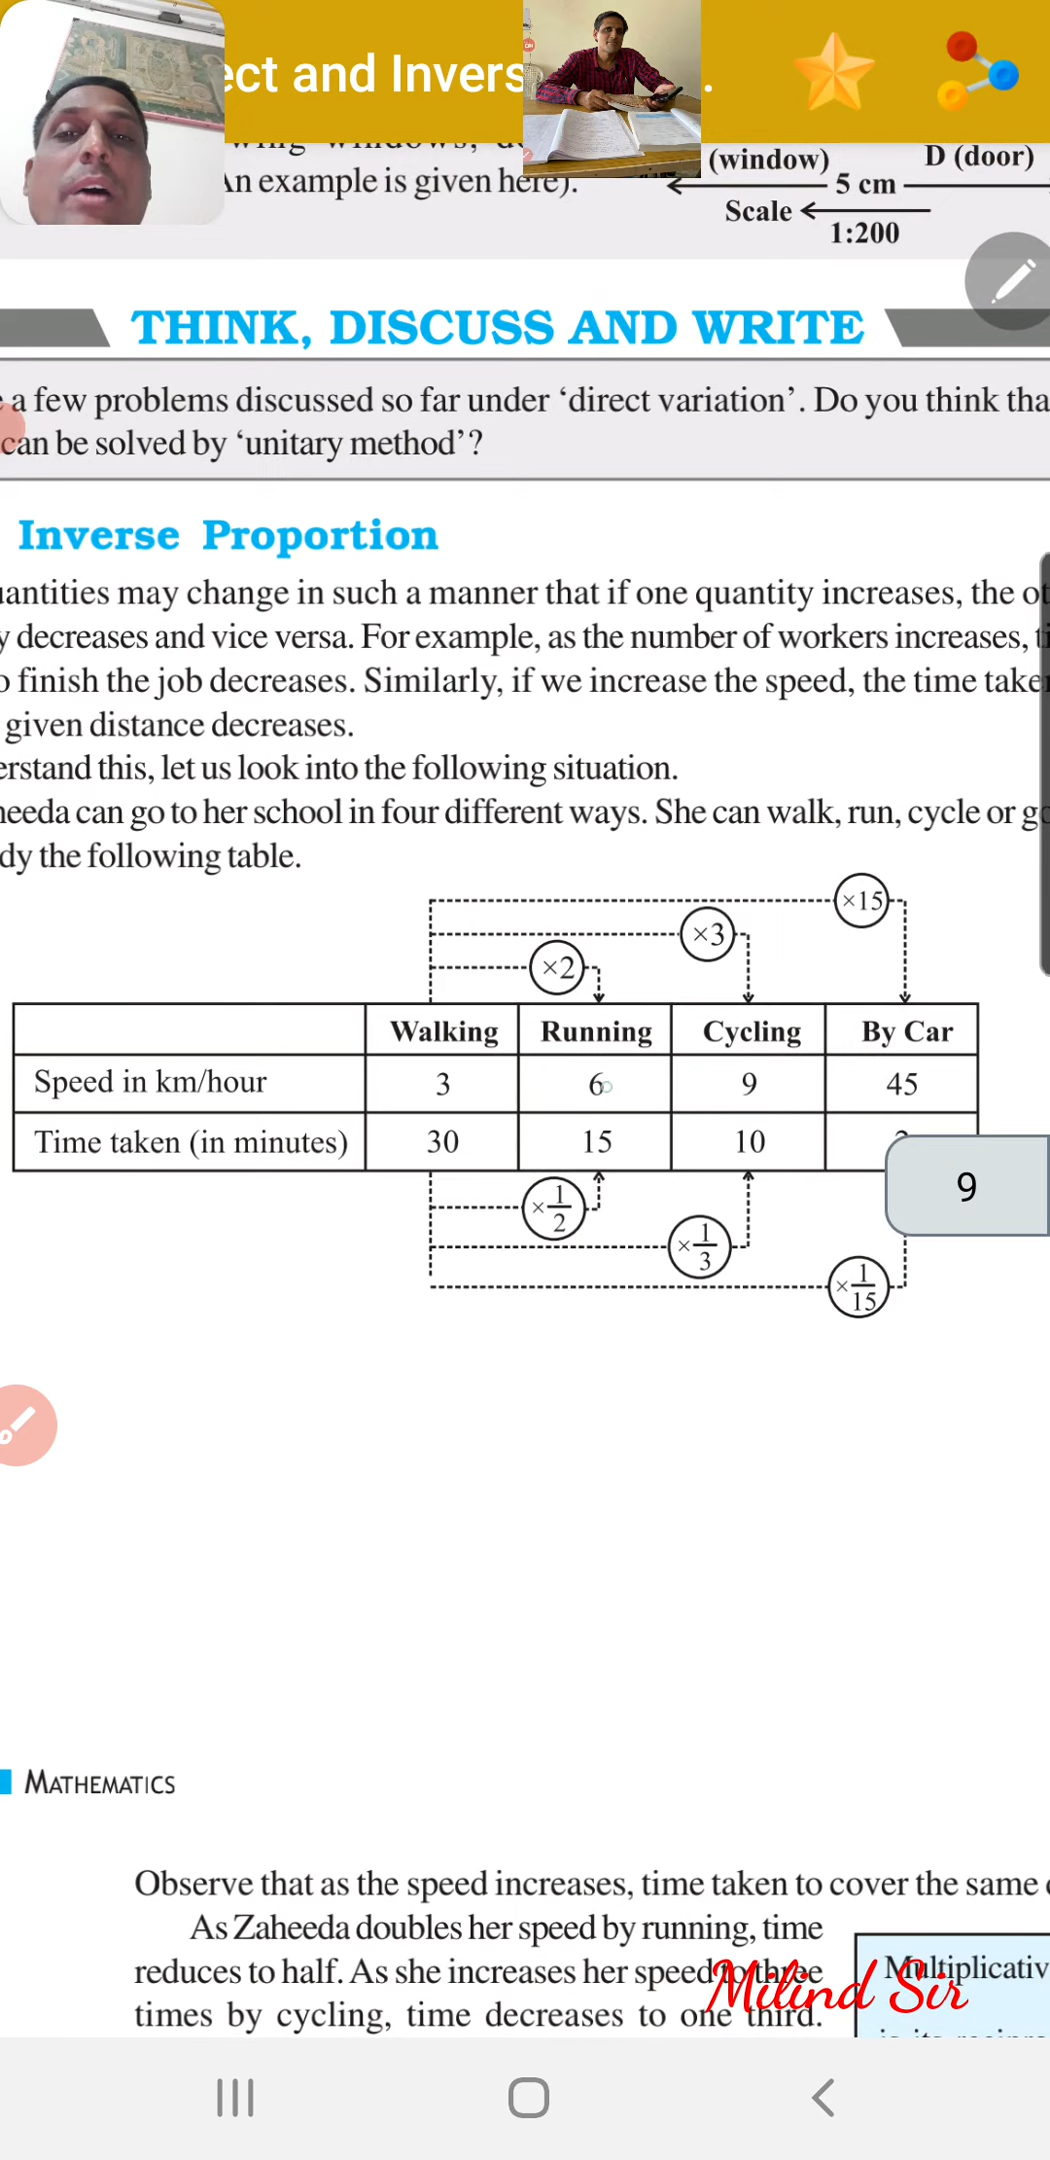 ect and Invers .
(window)
D (door)
An example is given here).
5 cm
Scale
1:200
THINK, DISCUSS AND WRITE
a few problems discussed so far under ‘direct variation’. Do you think tha
can be solved by ‘unitary method’?
Inverse Proportion
uantities may change in such a manner that if one quantity increases, the ot
y decreases and vice versa. For example, as the number of workers increases, ti
o finish the job decreases. Similarly, if we increase the speed, the time take
given distance decreases.
erstand this, let us look into the following situation.
heeda can go to her school in four different ways. She can walk, run, cycle or go
dy the following table.
×15
×3
×2
Walking Running Cycling By Car
Speed in km/hour 3 6 9 45
Time taken (in minutes) 30 15 10
9
×1/2
×1/3
×1/15
MATHEMATICS
Observe that as the speed increases, time taken to cover the same
As Zaheeda doubles her speed by running, time
reduces to half. As she increases her speed to three
Multiplicativ
Milind Sir
times by cycling, time decreases to one third.